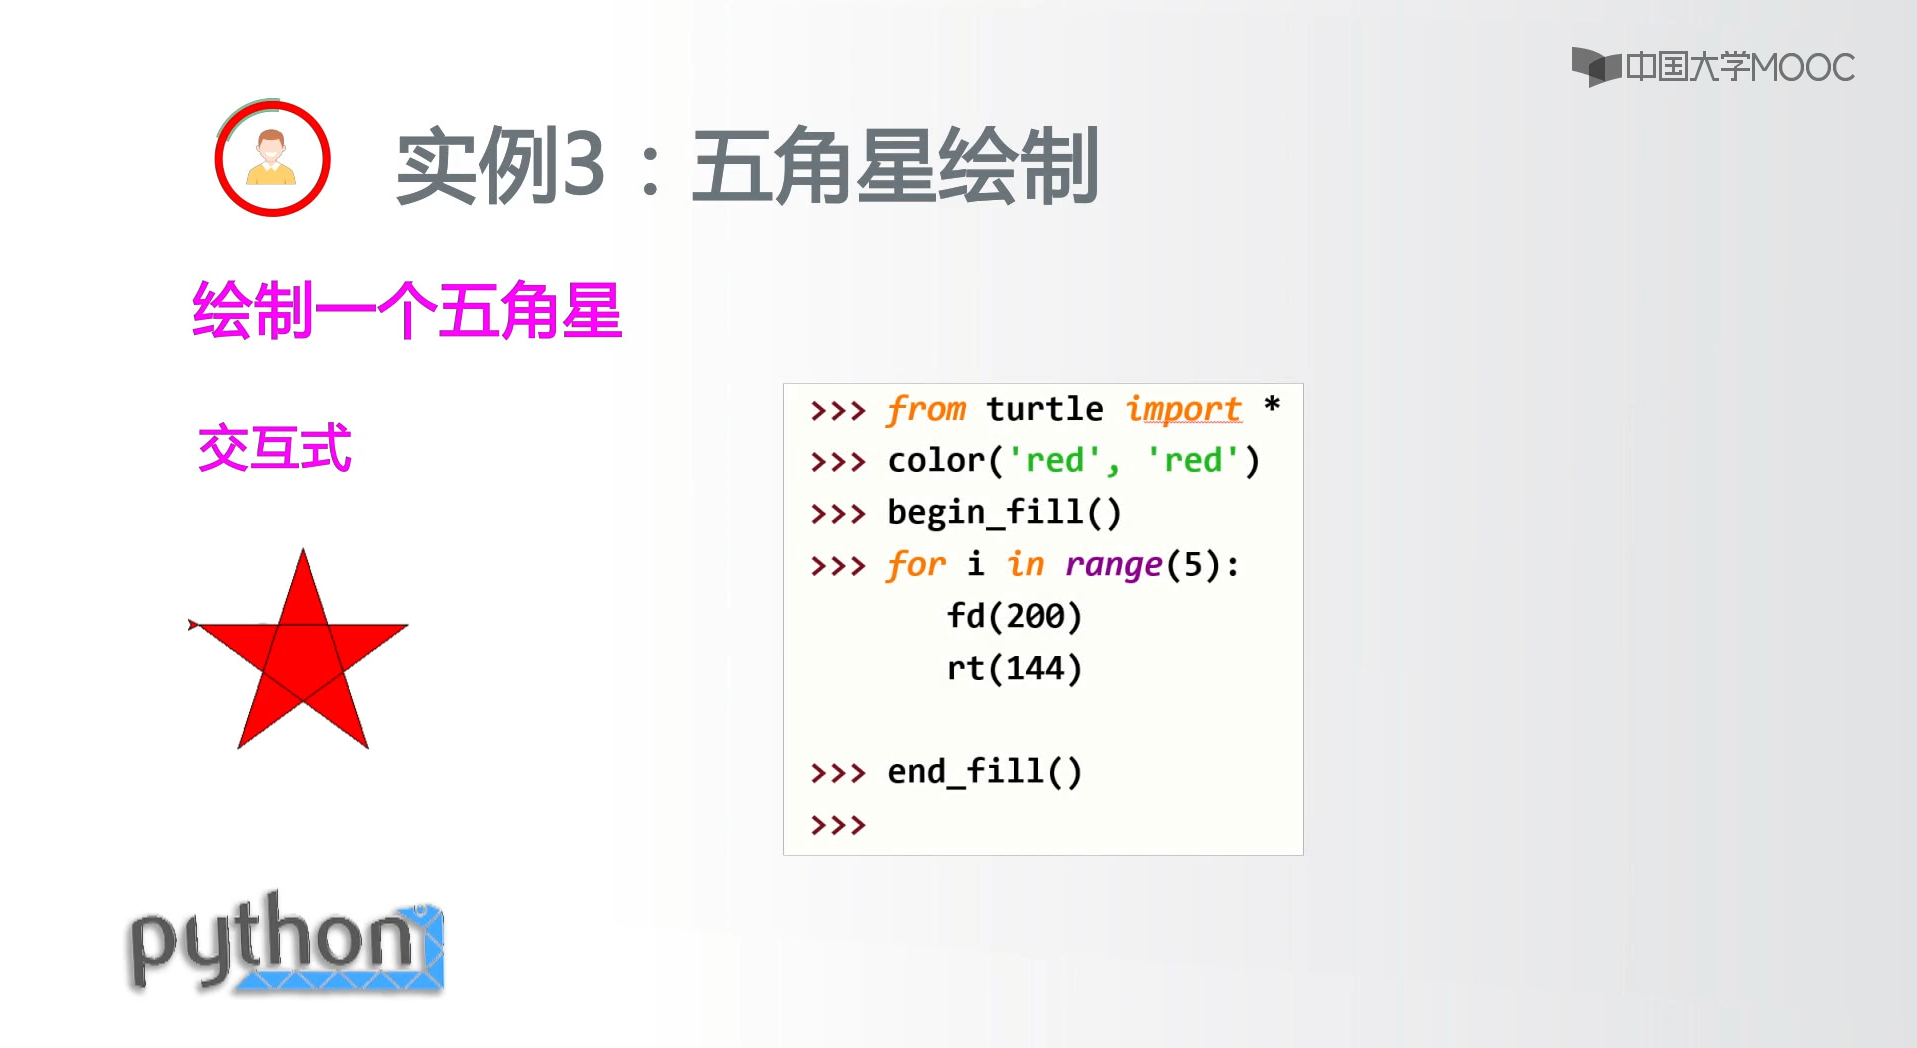 中国大学MOOC
实例3：五角星绘制
绘制一个五角星
交互式
>>> from turtle import *
>>> color('red', 'red')
>>> begin_fill()
>>> for i in range(5):
fd(200)
rt(144)
>>> end_fill()
>>>
python